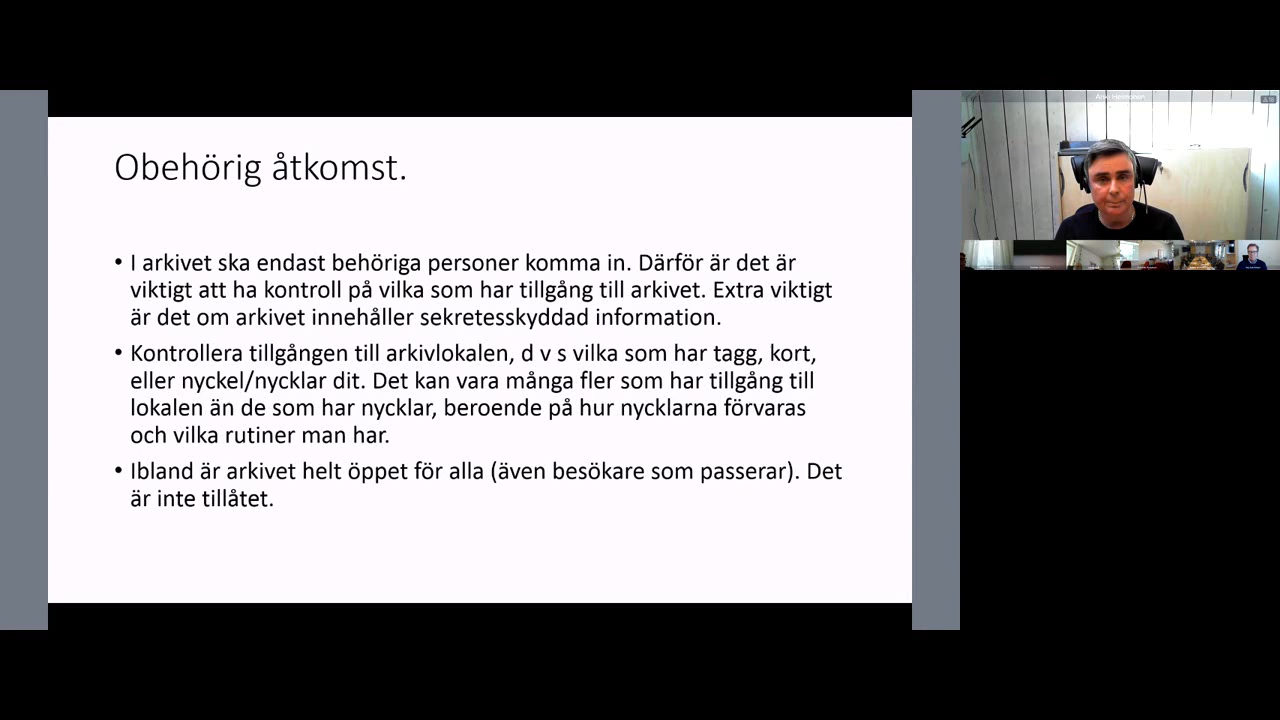 Obehörig åtkomst.
• I arkivet ska endast behöriga personer komma in. Därför är det är
viktigt att ha kontroll på vilka som har tillgång till arkivet. Extra viktigt
är det om arkivet innehåller sekretesskyddad information.
• Kontrollera tillgången till arkivlokalen, d v s vilka som har tagg, kort,
eller nyckel/nycklar dit. Det kan vara många fler som har tillgång till
lokalen än de som har nycklar, beroende på hur nycklarna förvaras
och vilka rutiner man har.
• Ibland är arkivet helt öppet för alla (även besökare som passerar). Det
är inte tillåtet.